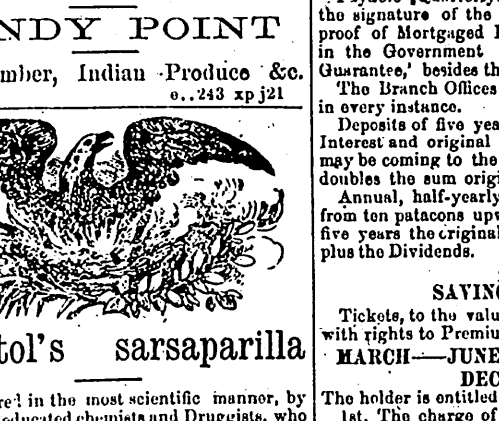 NDY POINT
mber, Indian Produce &c.
e..243 xp j21
tol's sarsaparilla
re1 in the most scientific manner, by
educated chemists and Druggists, who
the signature of the
proof of Mortgaged
in the Government
Guarantee,' besides th
The Branch Offices
in every instance.
Deposits of five yea
Interest and original
may be coming to the
doubles the sum origi
Annual, half-yearly
from ten patacons upw
five years the original
plus the Dividends.
SAVING
Tickets, to the valu
with rights to Premiu
MARCH—JUNE
DEC
The holder is entitled
1st. The charge of